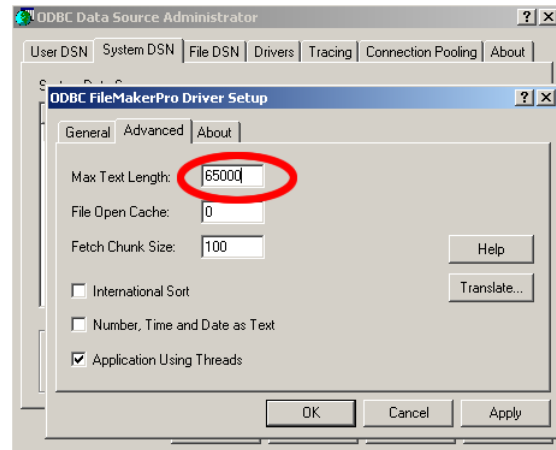 ODBC Data Source Administrator
User DSN System DSN File DSN Drivers Tracing Connection Pooling About
ODBC FileMakerPro Driver Setup
General Advanced About
Max Text Length: 65000
File Open Cache: 0
Fetch Chunk Size: 100
Help
International Sort
Translate...
Number, Time and Date as Text
Application Using Threads
OK Cancel Apply